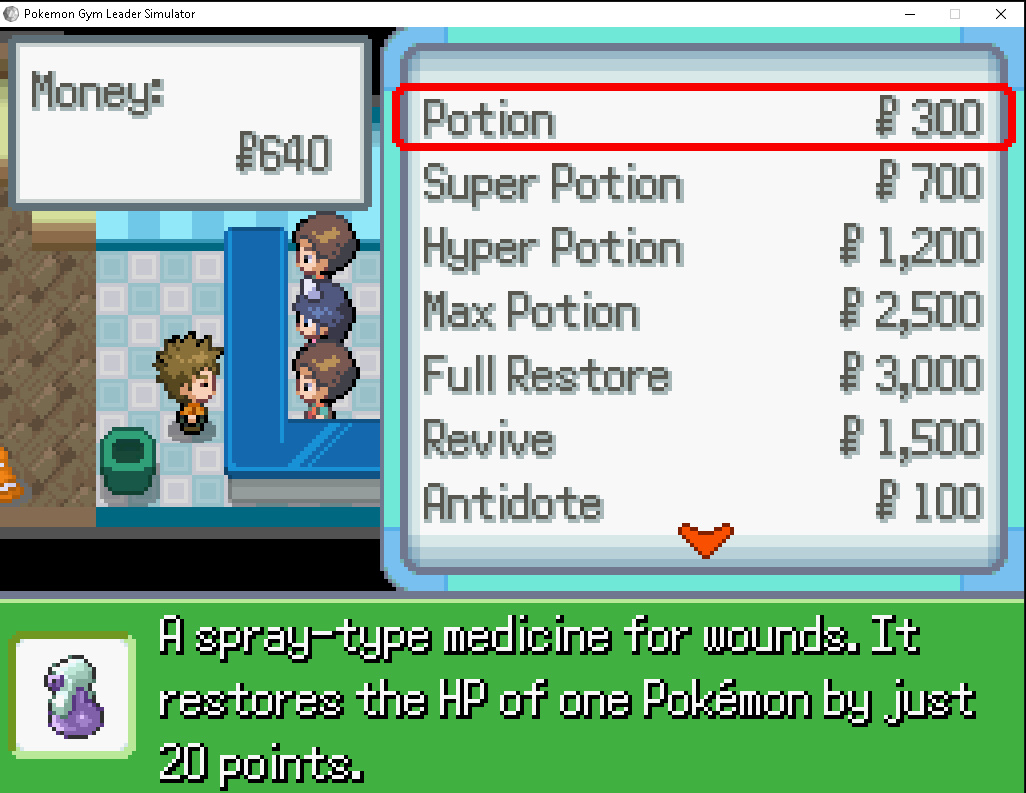 Pokemon Gym Leader Simulator
Money:
₽640
Potion ₽ 300
Super Potion ₽ 700
Hyper Potion ₽ 1,200
Max Potion ₽ 2,500
Full Restore ₽ 3,000
Revive ₽ 1,500
Antidote ₽ 100
A spray-type medicine for wounds. It
restores the HP of one Pokémon by just
20 points.